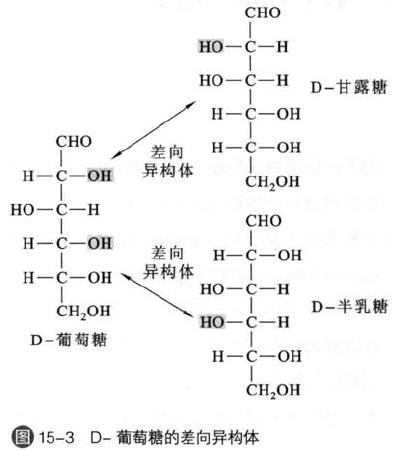 CHO
HO—C—H
HO—C—H
H—C—OH
H—C—OH
CH₂OH
D-甘露糖
差向
异构体
CHO
H—C—OH
HO—C—H
H—C—OH
H—C—OH
CH₂OH
D-葡萄糖
差向
异构体
CHO
H—C—OH
HO—C—H
HO—C—H
H—C—OH
CH₂OH
D-半乳糖
图 15-3 D-葡萄糖的差向异构体